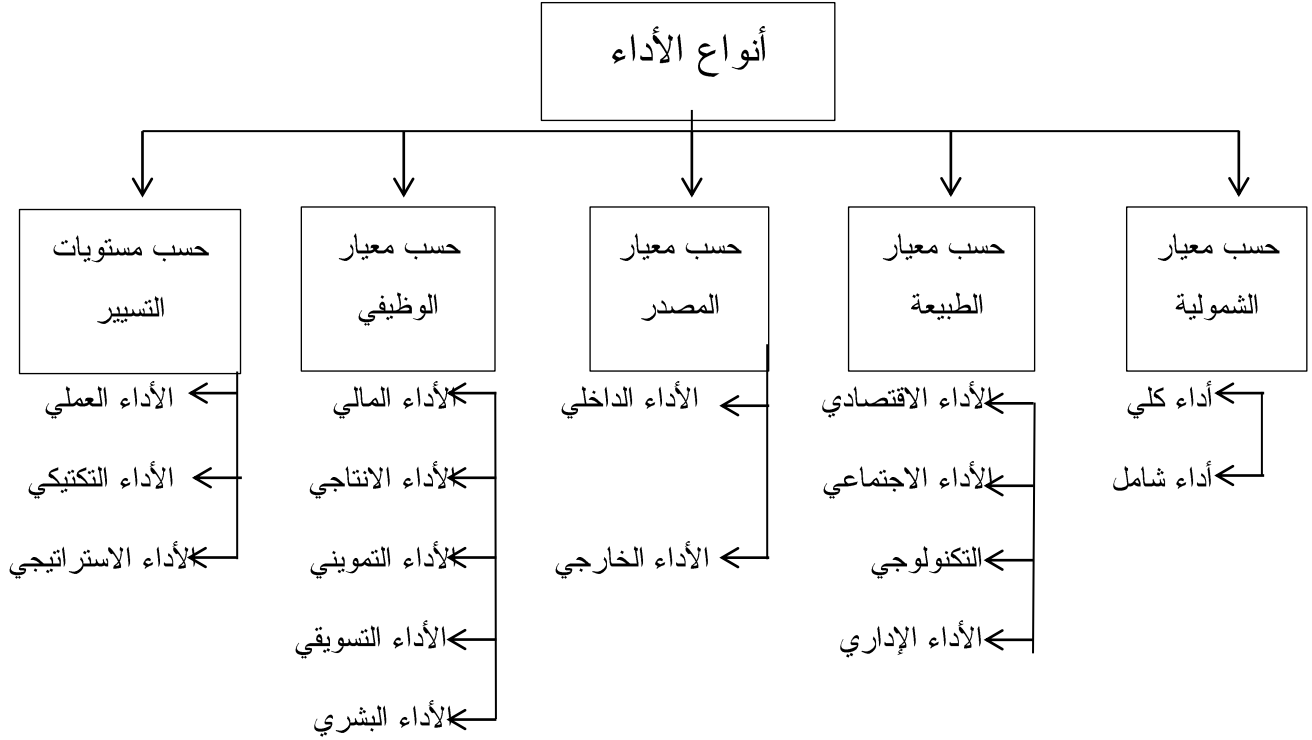 أنواع الأداء
حسب معيار
الشمولية
أداء كلي
أداء شامل
حسب معيار
الطبيعة
الأداء الاقتصادي
الأداء الاجتماعي
التكنولوجي
الأداء الإداري
حسب معيار
المصدر
الأداء الداخلي
الأداء الخارجي
حسب معيار
الوظيفي
الأداء المالي
الأداء الانتاجي
الأداء التمويني
الأداء التسويقي
الأداء البشري
حسب مستويات
التسيير
الأداء العملي
الأداء التكتيكي
الأداء الاستراتيجي